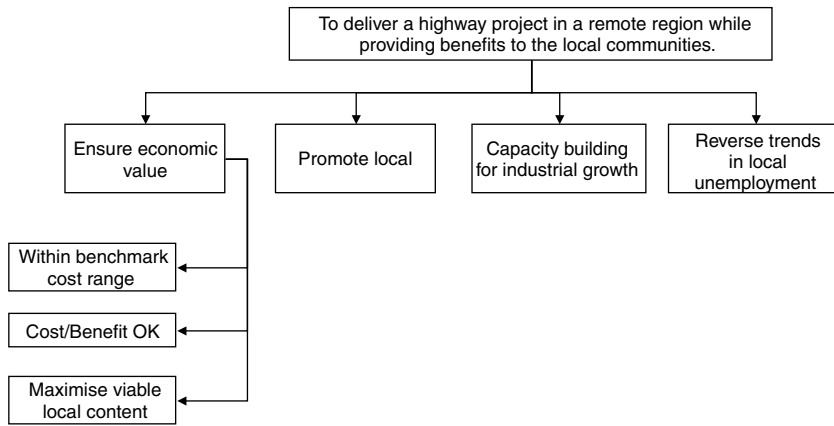 To deliver a highway project in a remote region while
providing benefits to the local communities.
Ensure economic
value
Promote local
Capacity building
for industrial growth
Reverse trends
in local
unemployment
Within benchmark
cost range
Cost/Benefit OK
Maximise viable
local content